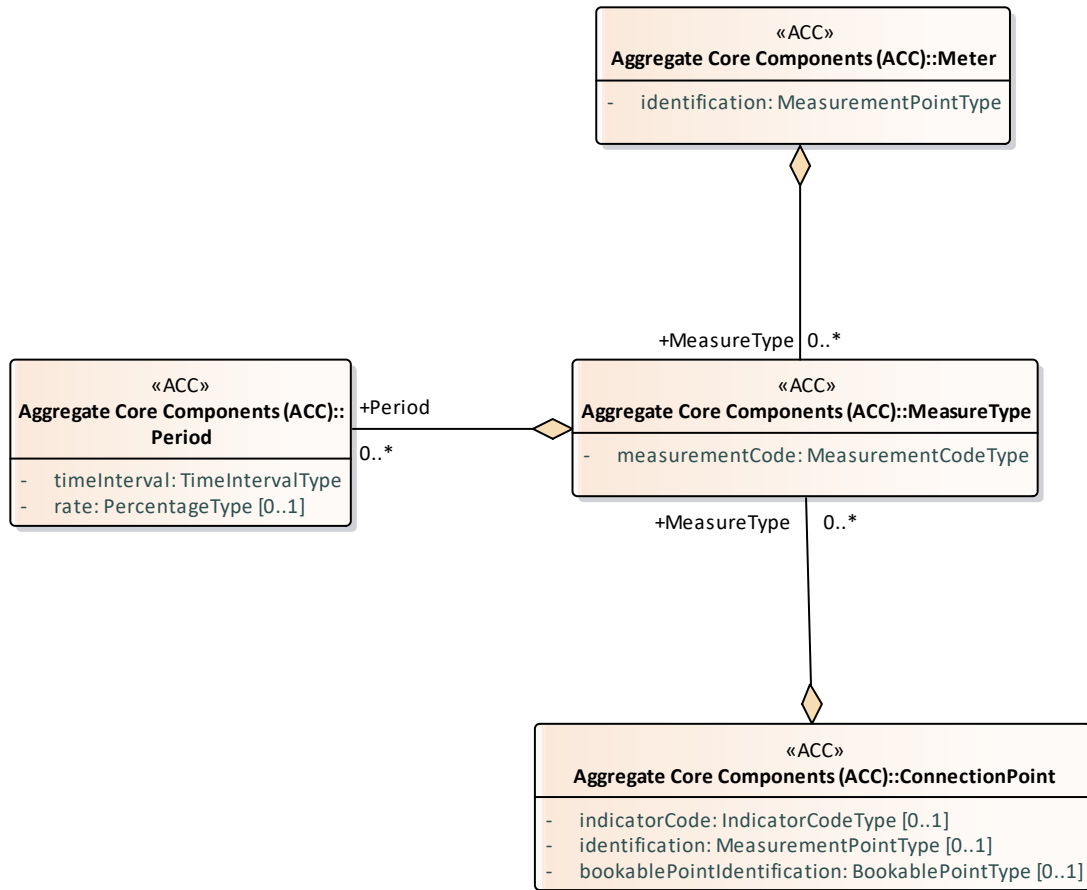 «ACC»
Aggregate Core Components (ACC)::Meter
- identification: MeasurementPointType
+MeasureType 0..*
«ACC»
Aggregate Core Components (ACC)::
Period
- timeInterval: TimeIntervalType
- rate: PercentageType [0..1]
+Period
0..*
«ACC»
Aggregate Core Components (ACC)::MeasureType
- measurementCode: MeasurementCodeType
+MeasureType 0..*
«ACC»
Aggregate Core Components (ACC)::ConnectionPoint
- indicatorCode: IndicatorCodeType [0..1]
- identification: MeasurementPointType [0..1]
- bookablePointIdentification: BookablePointType [0..1]